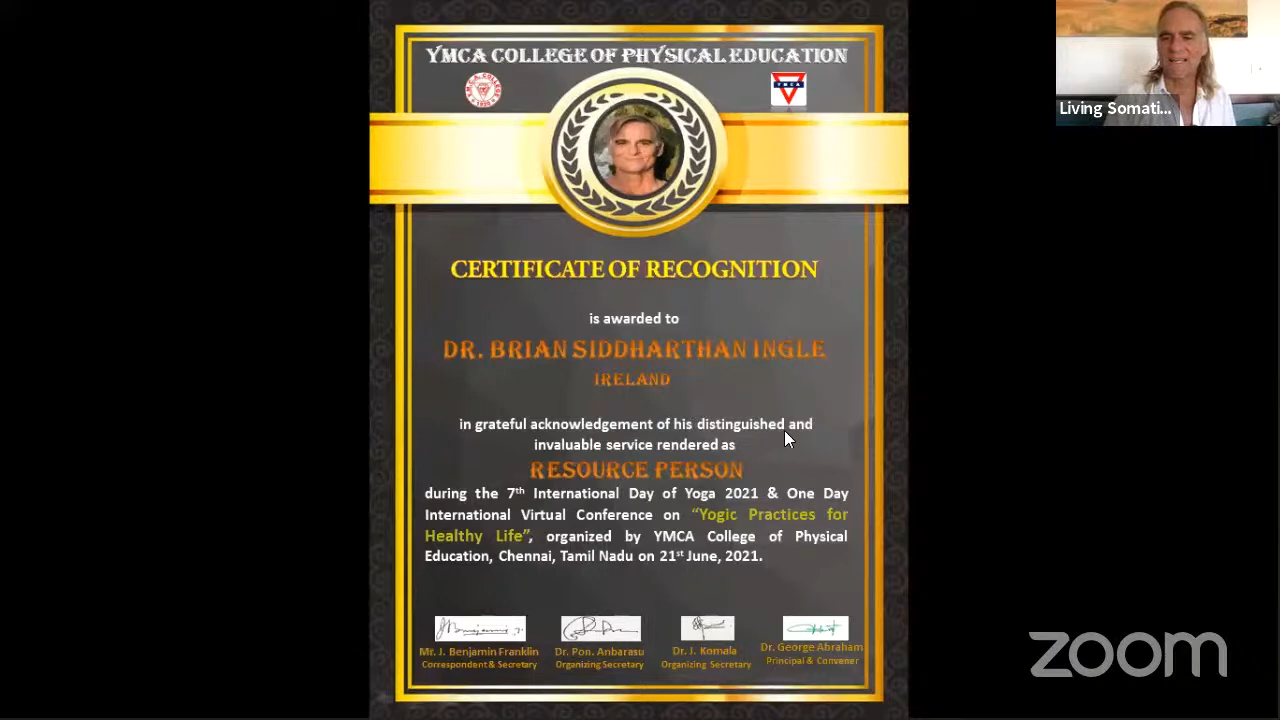 YMCA COLLEGE OF PHYSICAL EDUCATION
Y.M.C.A. COLLEGE
1920
YMCA
Living Somati...
CERTIFICATE OF RECOGNITION
is awarded to
DR. BRIAN SIDDHARTHAN INGLE
IRELAND
in grateful acknowledgement of his distinguished and
invaluable service rendered as
RESOURCE PERSON
during the 7th International Day of Yoga 2021 & One Day
International Virtual Conference on “Yogic Practices for
Healthy Life”, organized by YMCA College of Physical
Education, Chennai, Tamil Nadu on 21st June, 2021.
Mr. J. Benjamin Franklin
Correspondent & Secretary
Dr. Pon. Anbarasu
Organizing Secretary
Dr. J. Komala
Organizing Secretary
Dr. George Abraham
Principal & Convener
zoom